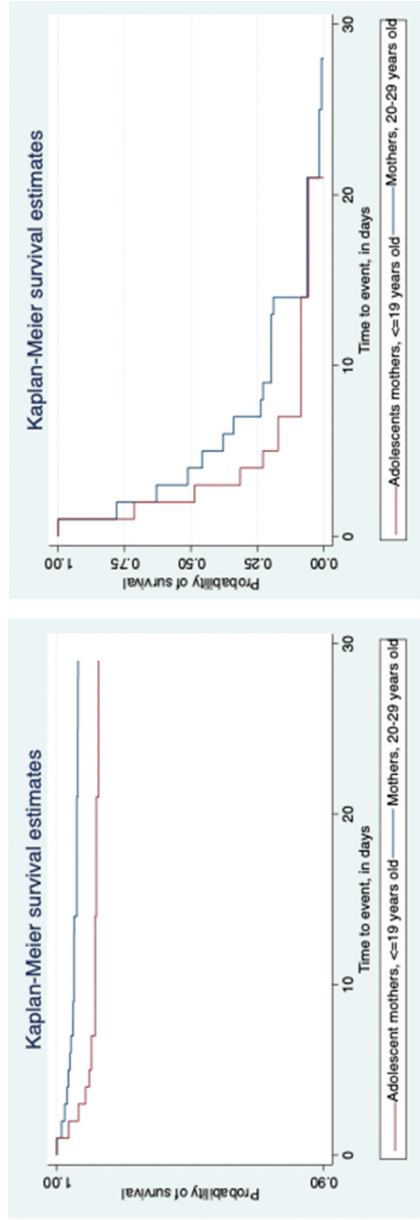 Kaplan-Meier survival estimates
Probability of survival
1.00
0.90
0 10 20 30
Time to event, in days
Adolescent mothers, <=19 years old
Mothers, 20-29 years old
Kaplan-Meier survival estimates
Probability of survival
1.00
0.75
0.50
0.25
0.00
0 10 20 30
Time to event, in days
Adolescents mothers, <=19 years old
Mothers, 20-29 years old